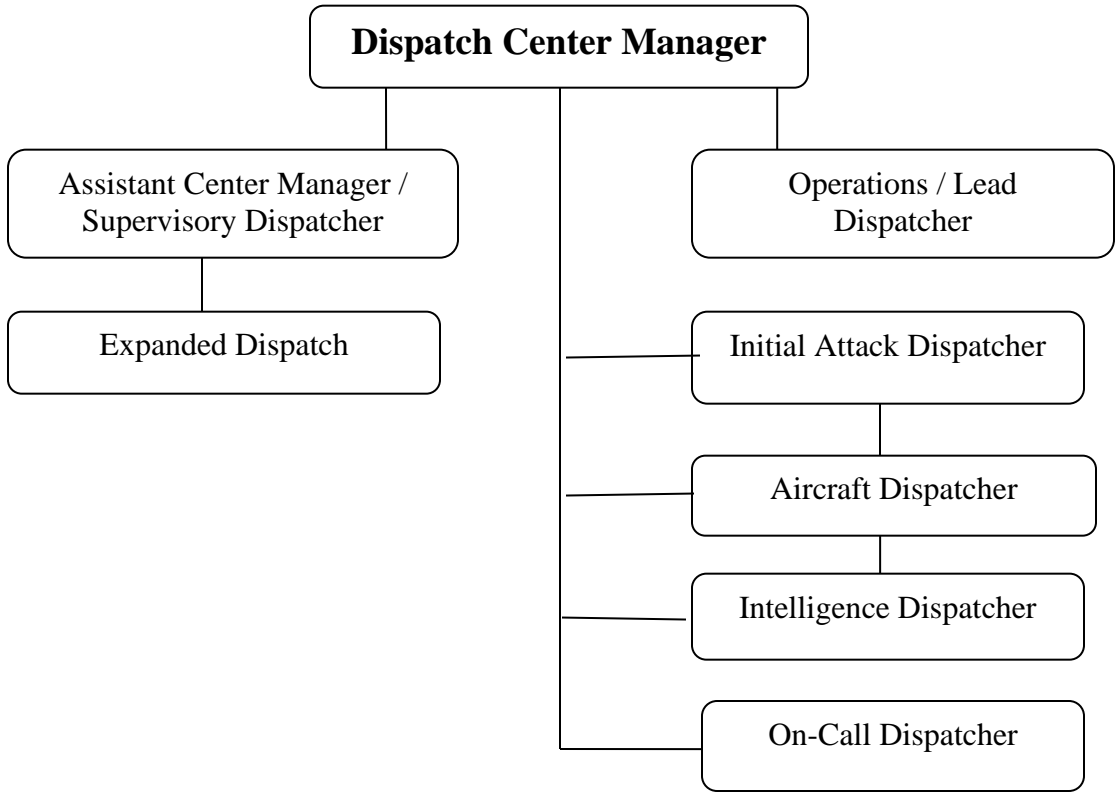 Dispatch Center Manager
Assistant Center Manager /
Supervisory Dispatcher
Operations / Lead
Dispatcher
Expanded Dispatch
Initial Attack Dispatcher
Aircraft Dispatcher
Intelligence Dispatcher
On-Call Dispatcher